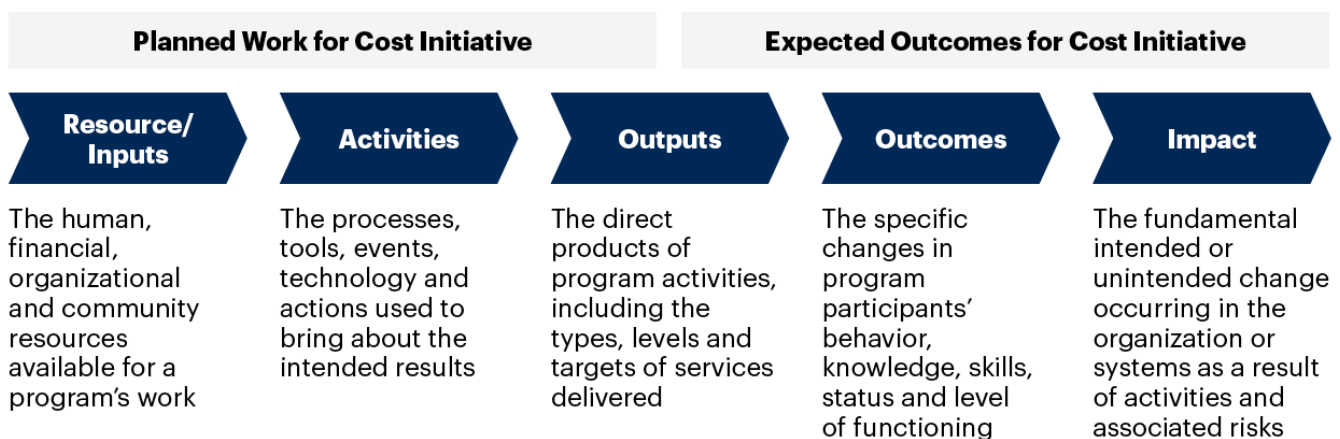 Planned Work for Cost Initiative
Expected Outcomes for Cost Initiative
Resource/
Inputs
Activities
Outputs
Outcomes
Impact
The human,
financial,
organizational
and community
resources
available for a
program’s work
The processes,
tools, events,
technology and
actions used to
bring about the
intended results
The direct
products of
program activities,
including the
types, levels and
targets of services
delivered
The specific
changes in
program
participants’
behavior,
knowledge, skills,
status and level
of functioning
The fundamental
intended or
unintended change
occurring in the
organization or
systems as a result
of activities and
associated risks